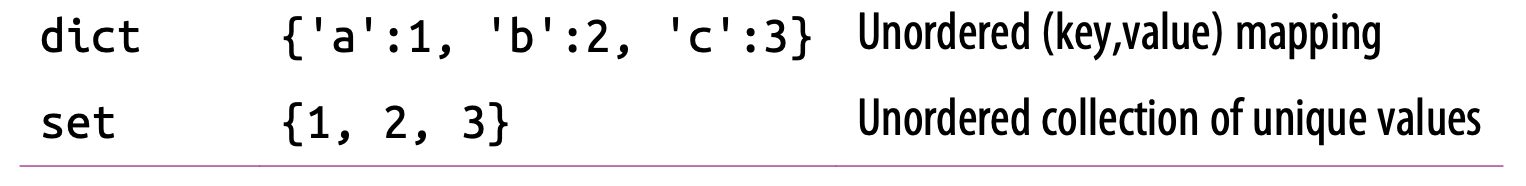 dict {'a':1, 'b':2, 'c':3} Unordered (key,value) mapping
set {1, 2, 3} Unordered collection of unique values